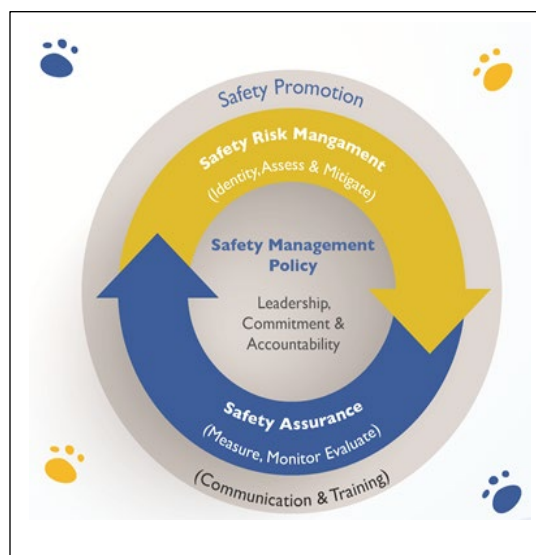 Safety Promotion
Safety Risk Mangament
(Identity, Assess & Mitigate)
Safety Management
Policy
Leadership,
Commitment &
Accountability
Safety Assurance
(Measure, Monitor Evaluate)
(Communication & Training)